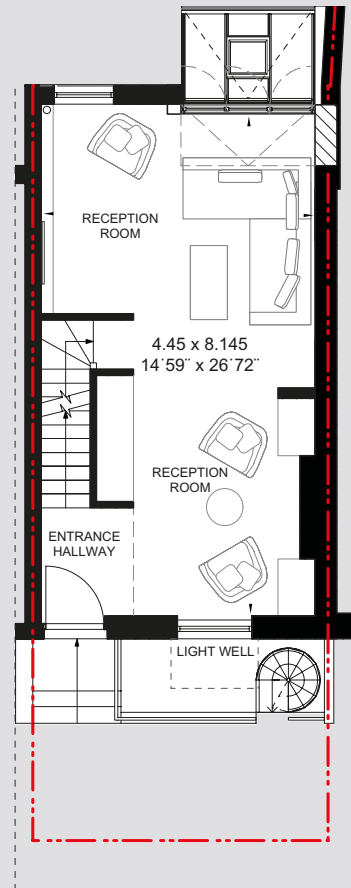 RECEPTION
ROOM
4.45 x 8.145
14˙59¨ x 26˙72¨
RECEPTION
ROOM
ENTRANCE
HALLWAY
LIGHT WELL